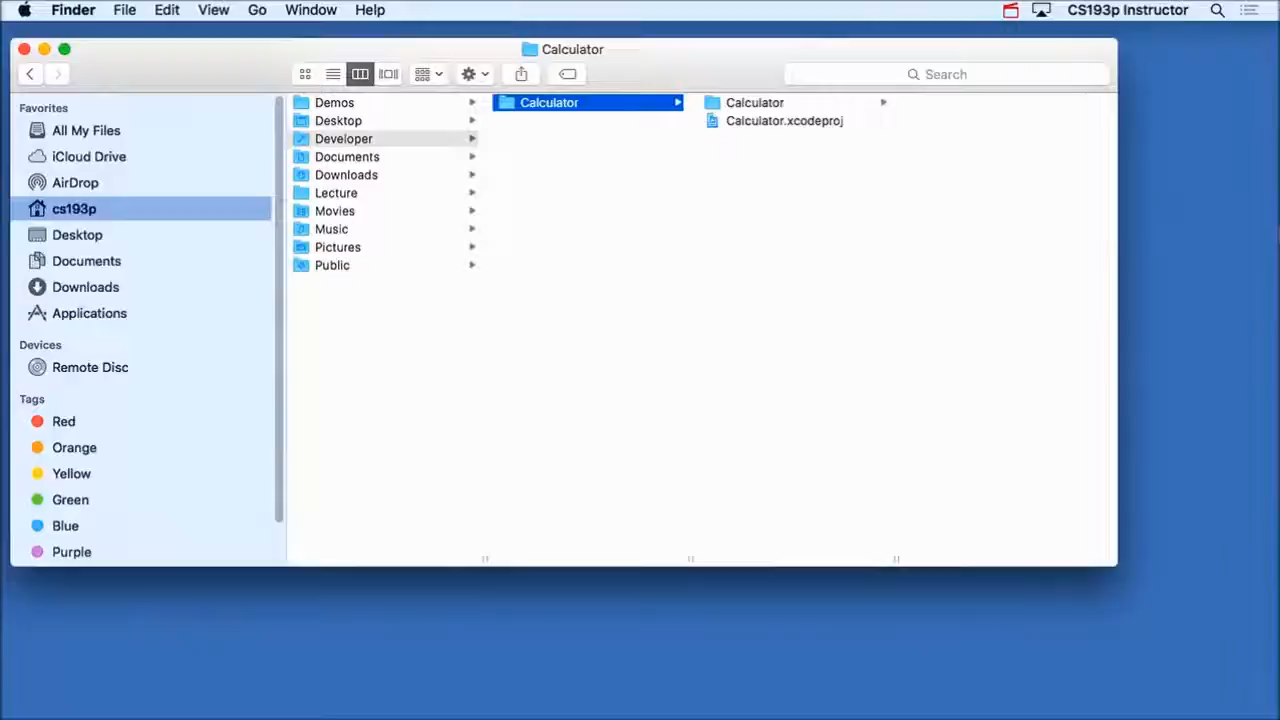 Finder File Edit View Go Window Help CS193p Instructor
Calculator
Search
Favorites
All My Files
iCloud Drive
AirDrop
cs193p
Desktop
Documents
Downloads
Applications
Devices
Remote Disc
Tags
Red
Orange
Yellow
Green
Blue
Purple
Demos
Desktop
Developer
Documents
Downloads
Lecture
Movies
Music
Pictures
Public
Calculator
Calculator
Calculator.xcodeproj